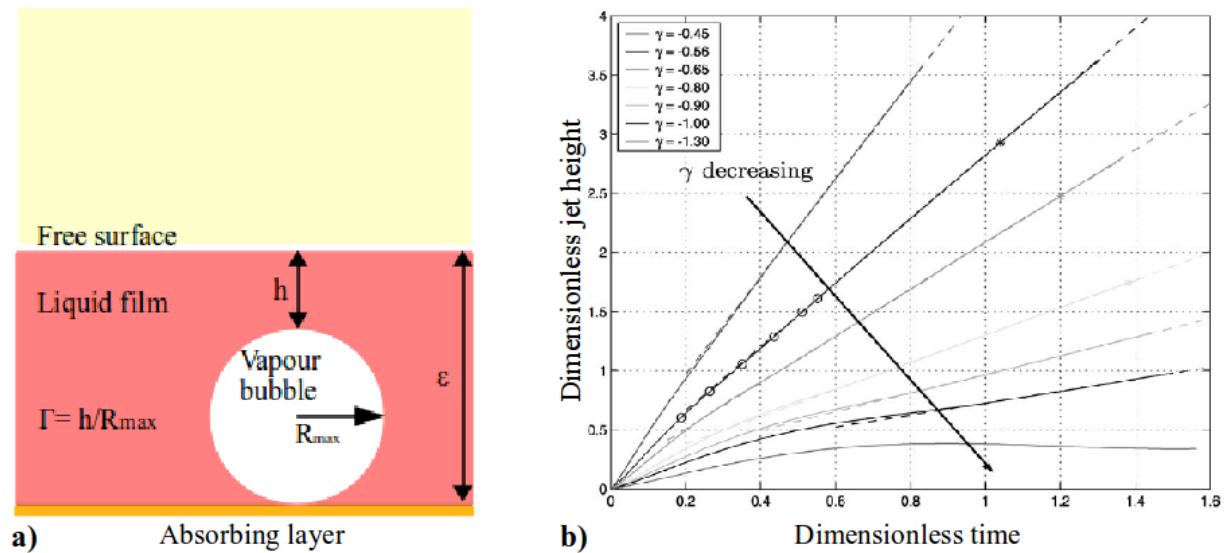 Free surface
Liquid film
h
Vapour
bubble
ε
Γ= h/Rmax
Rmax
a)
Absorbing layer
Dimensionless jet height
4
3.5
3
2.5
2
1.5
1
0.5
0
γ = -0.45
γ = -0.56
γ = -0.65
γ = -0.80
γ = -0.90
γ = -1.00
γ = -1.30
γ decreasing
0
0.2
0.4
0.6
0.8
1
1.2
1.4
1.6
b)
Dimensionless time